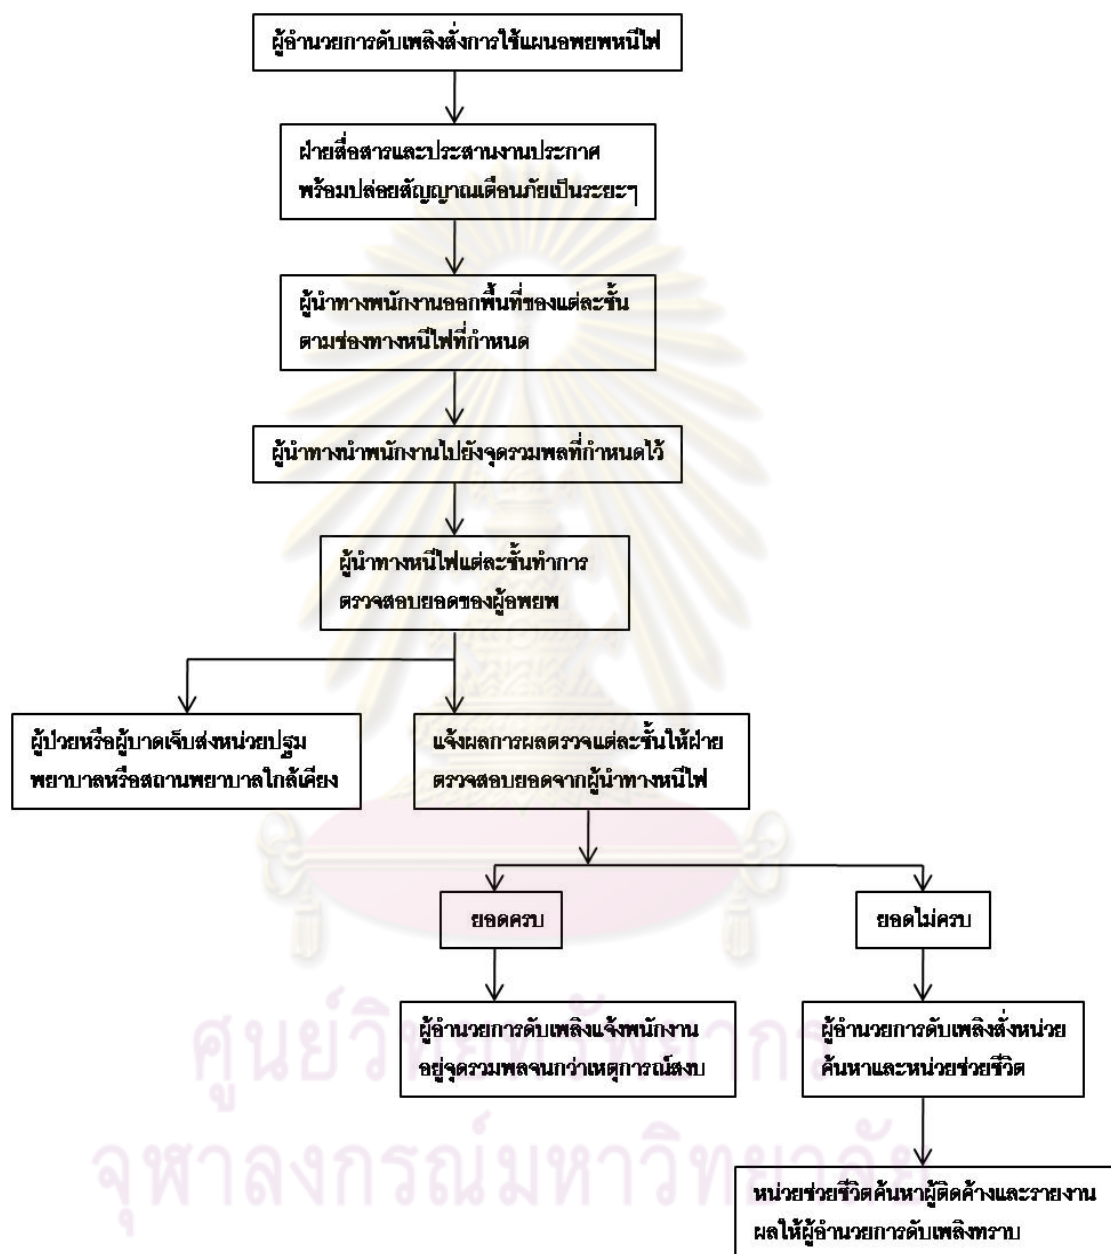 ผู้อำนวยการดับเพลิงสั่งการใช้แผนอพยพหนีไฟ
ฝ่ายสื่อสารและประสานงานประกาศ
พร้อมปล่อยสัญญาณเตือนภัยเป็นระยะๆ
ผู้นำทางพนักงานออกพื้นที่ของแต่ละชั้น
ตามช่องทางหนีไฟที่กำหนด
ผู้นำทางนำพนักงานไปยังจุดรวมพลที่กำหนดไว้
ผู้นำทางหนีไฟแต่ละชั้นทำการ
ตรวจสอบยอดของผู้อพยพ
ผู้ป่วยหรือผู้บาดเจ็บส่งหน่วยปฐม
พยาบาลหรือสถานพยาบาลใกล้เคียง
แจ้งผลการผลตรวจแต่ละชั้นให้ฝ่าย
ตรวจสอบยอดจากผู้นำทางหนีไฟ
ยอดครบ
ยอดไม่ครบ
ผู้อำนวยการดับเพลิงแจ้งพนักงาน
อยู่จุดรวมพลจนกว่าเหตุการณ์สงบ
ผู้อำนวยการดับเพลิงสั่งหน่วย
ค้นหาและหน่วยช่วยชีวิต
หน่วยช่วยชีวิตค้นหาผู้ติดค้างและรายงาน
ผลให้ผู้อำนวยการดับเพลิงทราบ
ศูนย์วิทยทรัพยากร
จุฬาลงกรณ์มหาวิทยาลัย